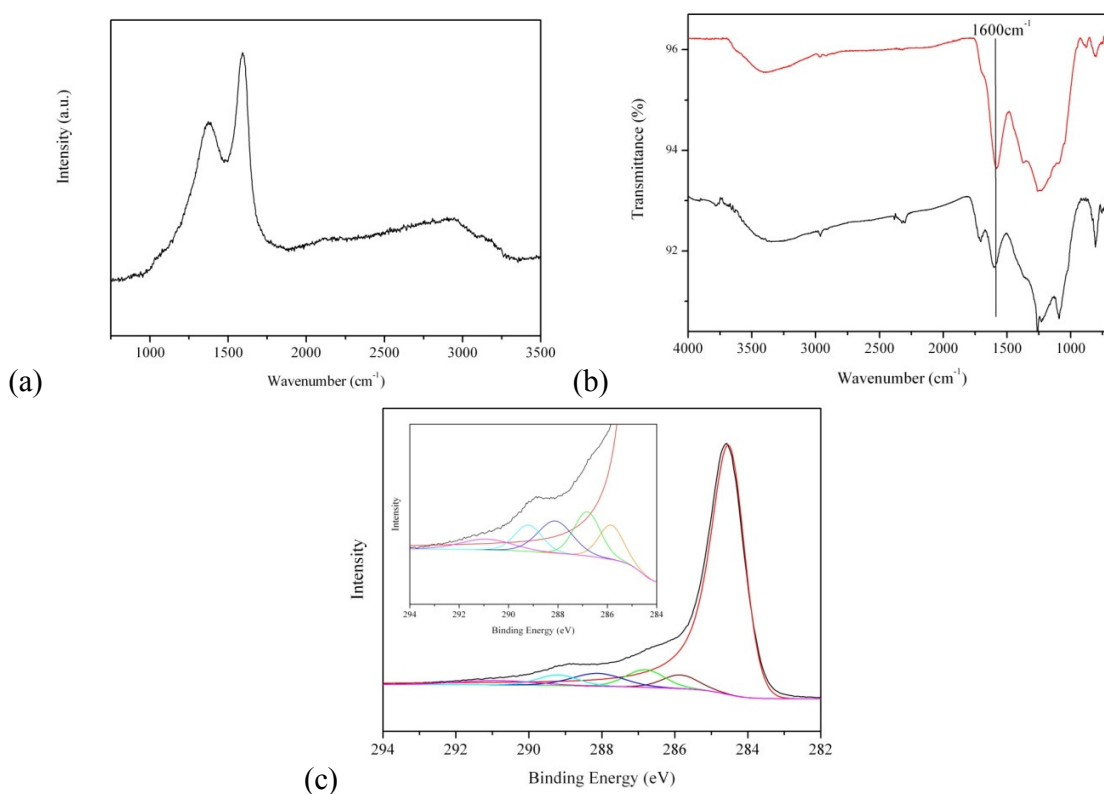 Intensity (a.u.)
1000 1500 2000 2500 3000 3500
Wavenumber (cm⁻¹)
(a)
1600cm⁻¹
96
94
92
Transmittance (%)
4000 3500 3000 2500 2000 1500 1000
Wavenumber (cm⁻¹)
(b)
Intensity
294 292 290 288 286 284
Binding Energy (eV)
Intensity
294 292 290 288 286 284 282
Binding Energy (eV)
(c)